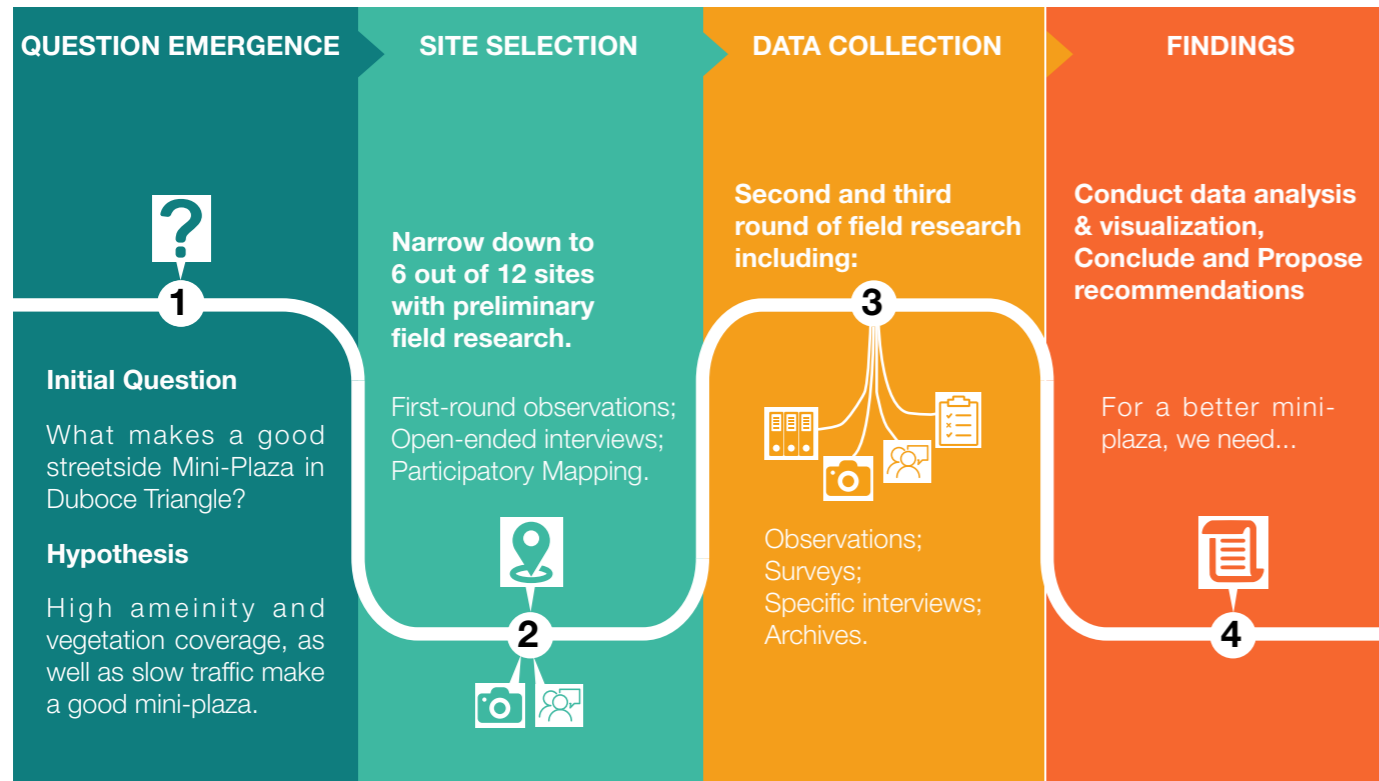 QUESTION EMERGENCE
1
Initial Question
What makes a good
streetside Mini-Plaza in
Duboce Triangle?
Hypothesis
High ameinity and
vegetation coverage, as
well as slow traffic make
a good mini-plaza.
SITE SELECTION
Narrow down to
6 out of 12 sites
with preliminary
field research.
First-round observations;
Open-ended interviews;
Participatory Mapping.
2
DATA COLLECTION
Second and third
round of field research
including:
3
Observations;
Surveys;
Specific interviews;
Archives.
FINDINGS
Conduct data analysis
& visualization,
Conclude and Propose
recommendations
For a better mini-
plaza, we need...
4